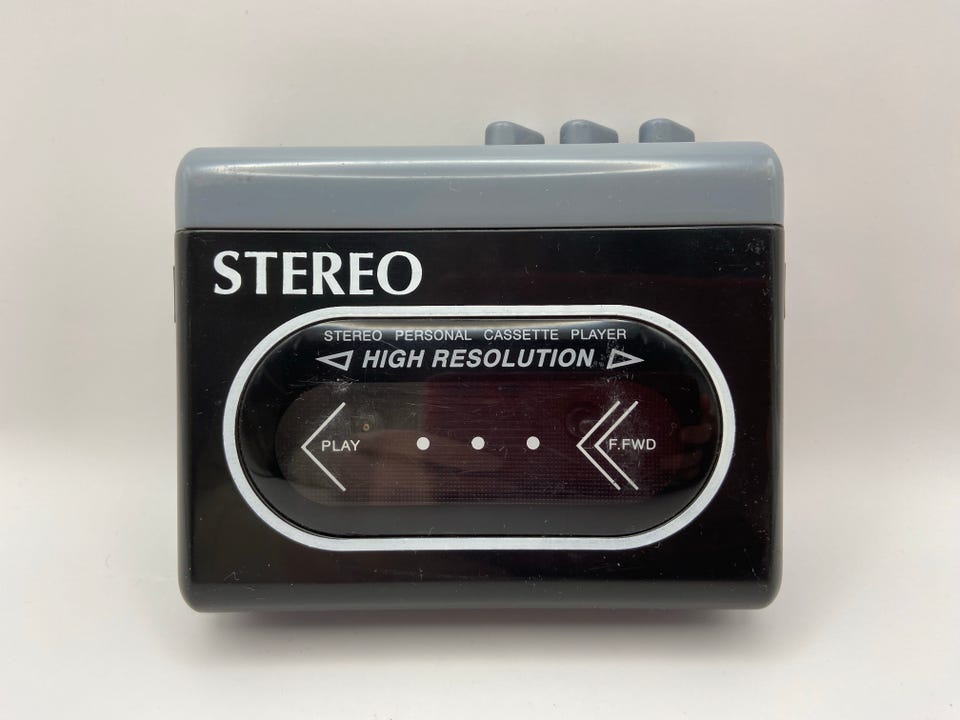 STEREO
STEREO PERSONAL CASSETTE PLAYER
HIGH RESOLUTION
PLAY
F.FWD